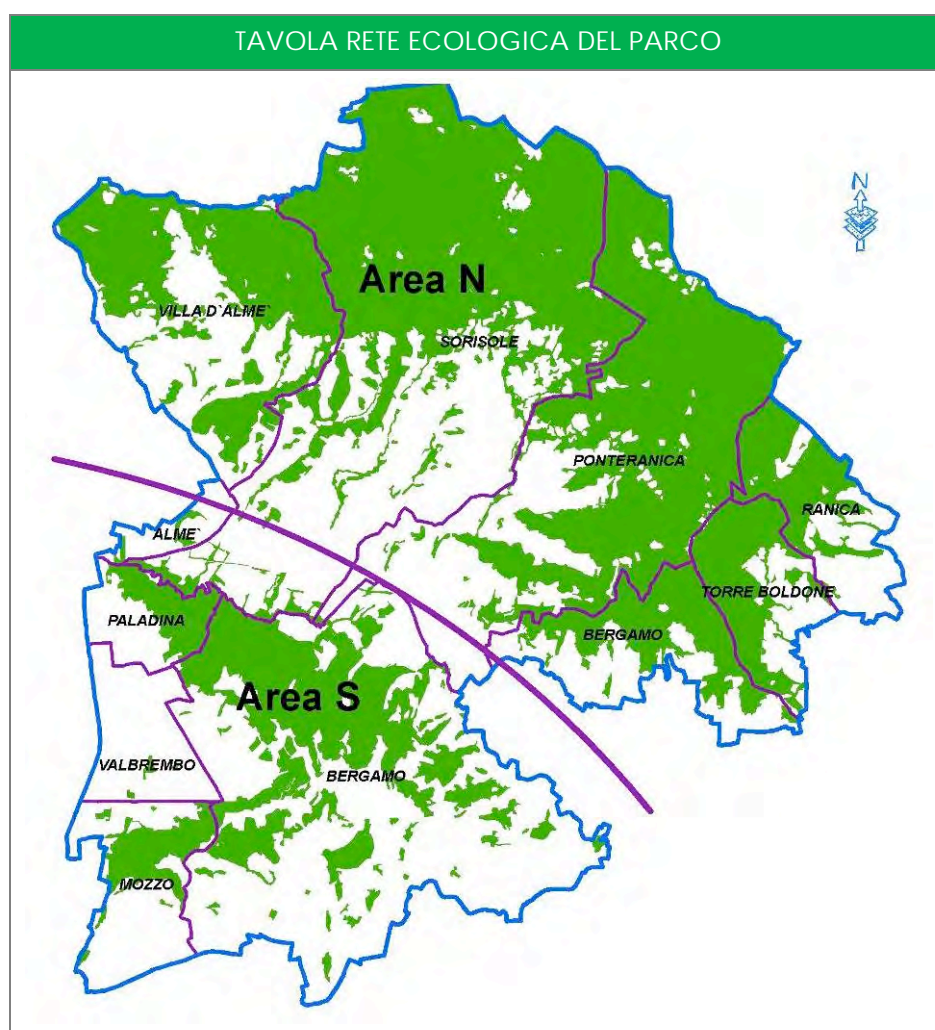 TAVOLA RETE ECOLOGICA DEL PARCO
N
Area N
VILLA D`ALME`
SORISOLE
PONTERANICA
RANICA
ALME`
TORRE BOLDONE
PALADINA
BERGAMO
Area S
VALBREMBO
BERGAMO
MOZZO